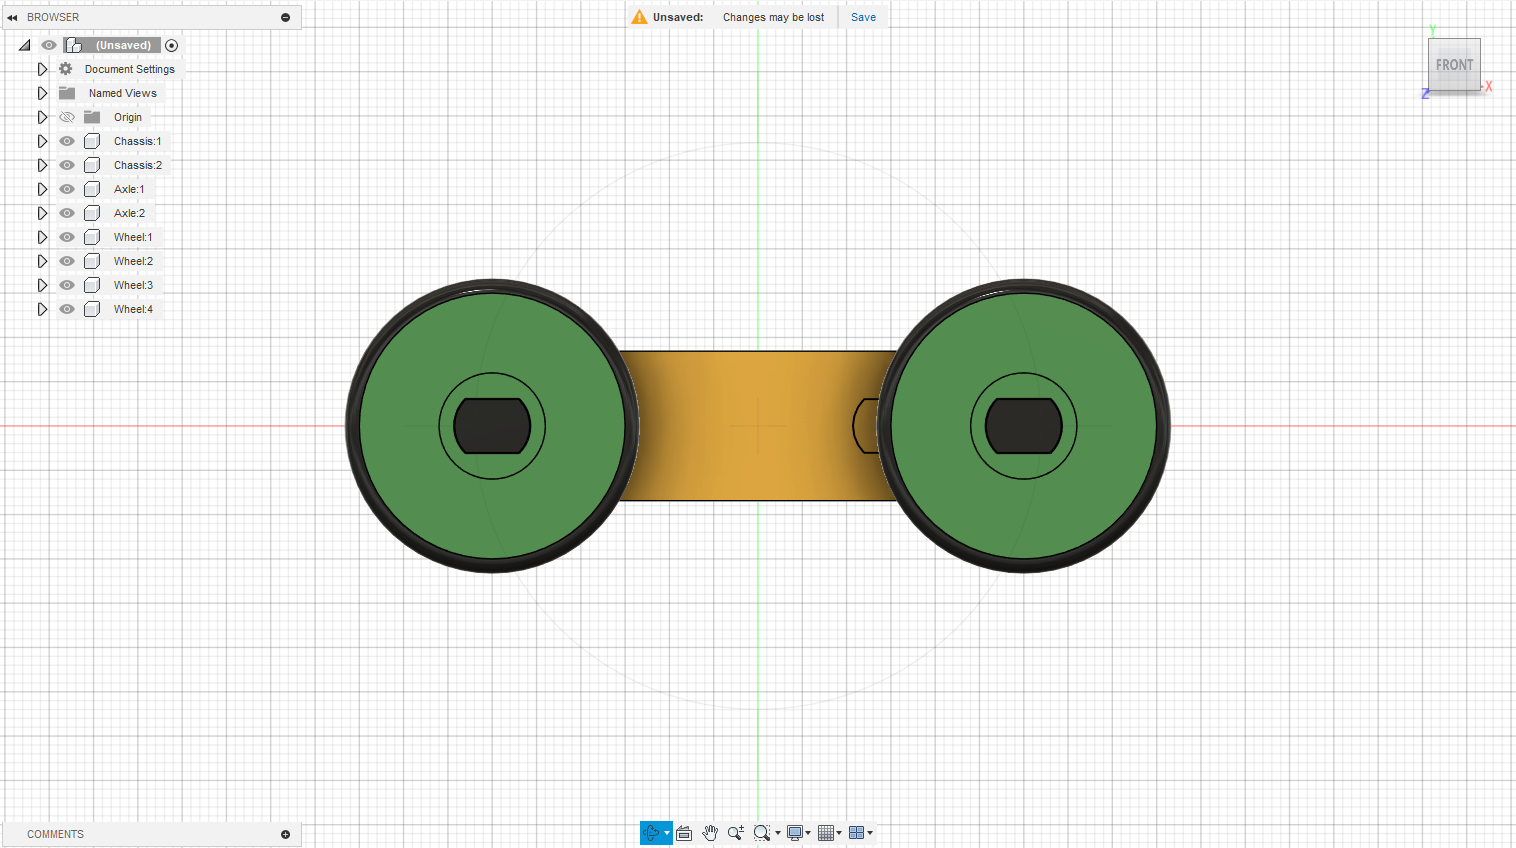 BROWSER
Unsaved: Changes may be lost Save
(Unsaved)
Document Settings
Named Views
Origin
Chassis:1
Chassis:2
Axle:1
Axle:2
Wheel:1
Wheel:2
Wheel:3
Wheel:4
Y
FRONT
X
Z
COMMENTS